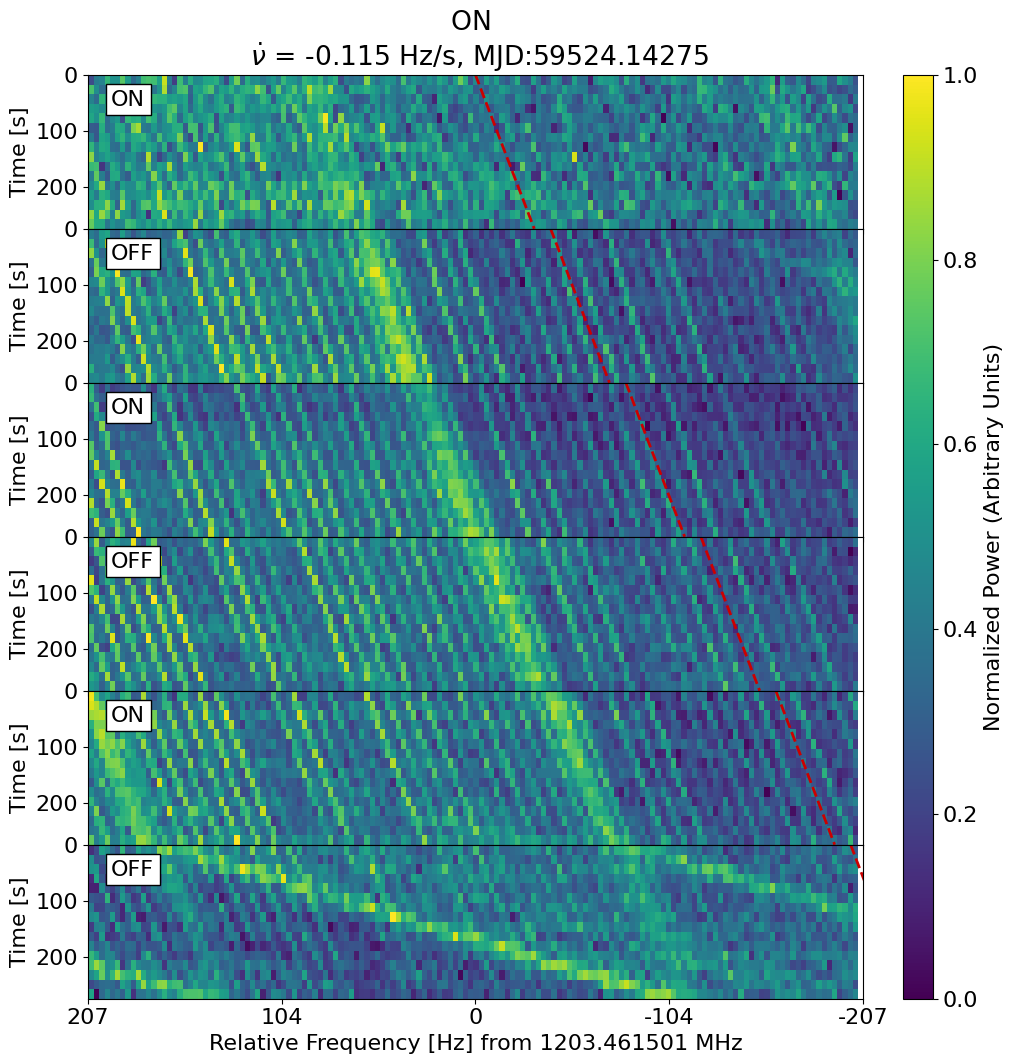 ON
ν̇ = -0.115 Hz/s, MJD:59524.14275
0
ON
100
200
Time [s]
0
OFF
100
200
Time [s]
0
ON
100
200
Time [s]
0
OFF
100
200
Time [s]
0
ON
100
200
Time [s]
0
OFF
100
200
Time [s]
207 104 0 -104 -207
Relative Frequency [Hz] from 1203.461501 MHz
1.0
0.8
0.6
0.4
0.2
0.0
Normalized Power (Arbitrary Units)